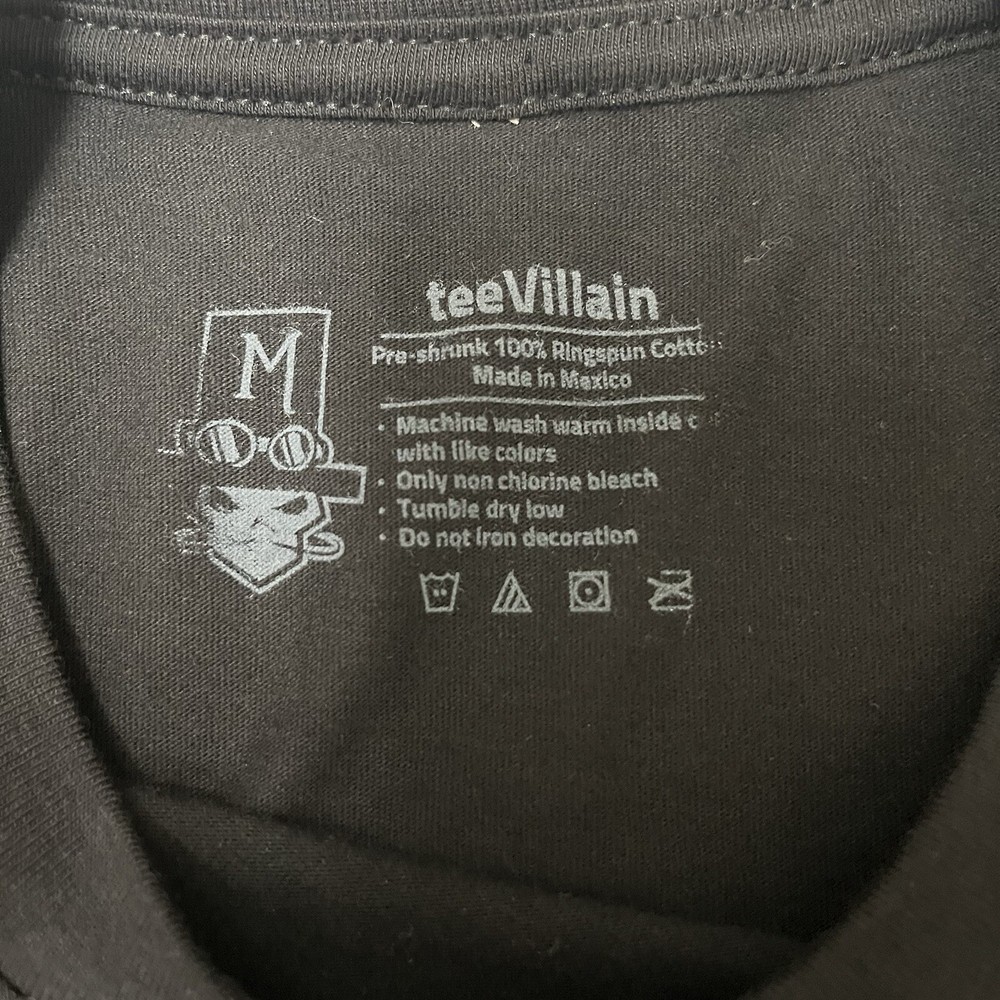 M
teeVillain
Pre-shrunk 100% Ringspun Cotto
Made in Mexico
• Machine wash warm inside
with like colors
• Only non chlorine bleach
• Tumble dry low
• Do not iron decoration